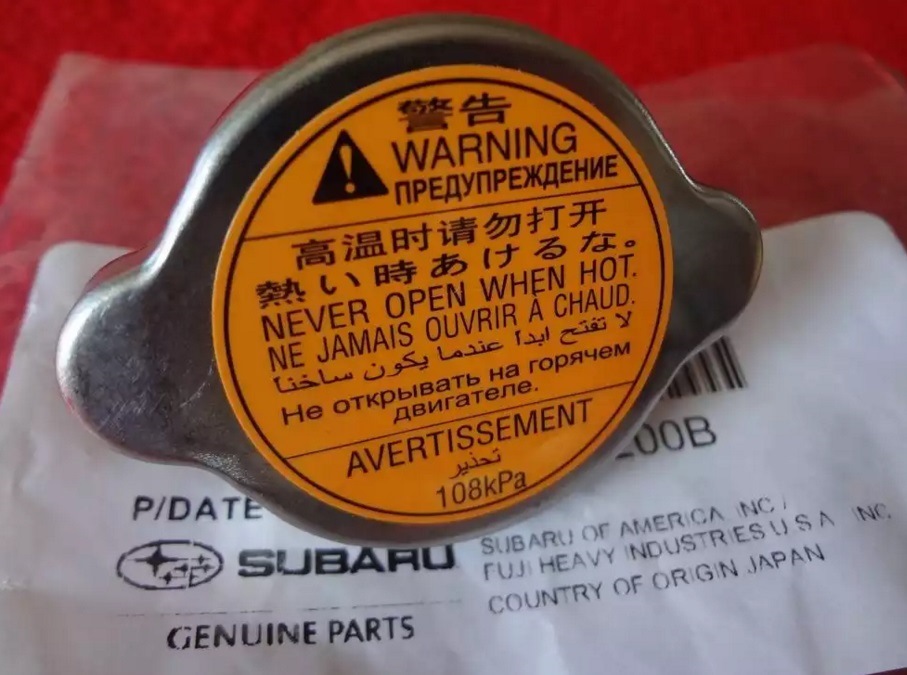 警告
WARNING
ПРЕДУПРЕЖДЕНИЕ
高温时请勿打开
熱い時あけるな。
NEVER OPEN WHEN HOT.
NE JAMAIS OUVRIR À CHAUD.
لا تفتح ابداً عندما يكون ساخناً
Не открывать на горячем
двигателе.
AVERTISSEMENT
تحذير
108kPa
200B
P/DATE
SUBARU
GENUINE PARTS
SUBARU OF AMERICA INC /
FUJI HEAVY INDUSTRIES U.S.A INC.
COUNTRY OF ORIGIN JAPAN